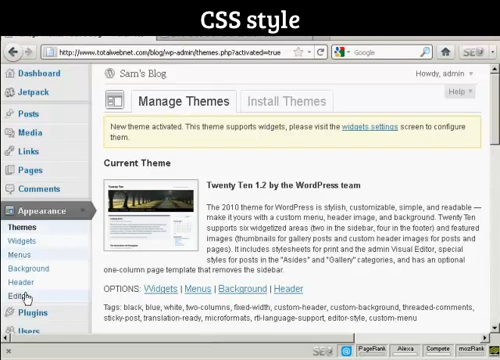 CSS style
http://www.totalwebnet.com/blog/wp-admin/themes.php?activated=true
Google
Dashboard
Jetpack
Posts
Media
Links
Pages
Comments
Appearance
Themes
Widgets
Menus
Background
Header
Editor
Plugins
Users
Sam's Blog
Howdy, admin
Help
Manage Themes
Install Themes
New theme activated. This theme supports widgets, please visit the widgets settings screen to configure
them.
Current Theme
Twenty Ten 1.2 by the WordPress team
The 2010 theme for WordPress is stylish, customizable, simple, and readable —
make it yours with a custom menu, header image, and background. Twenty Ten
supports six widgetized areas (two in the sidebar, four in the footer) and featured
images (thumbnails for gallery posts and custom header images for posts and
pages). It includes stylesheets for print and the admin Visual Editor, special
styles for posts in the "Asides" and "Gallery" categories, and has an optional
one-column page template that removes the sidebar.
OPTIONS: Widgets | Menus | Background | Header
Tags: black, blue, white, two-columns, fixed-width, custom-header, custom-background, threaded-comments,
sticky-post, translation-ready, microformats, rtl-language-support, editor-style, custom-menu
PageRank
Alexa
Compete
mozRank